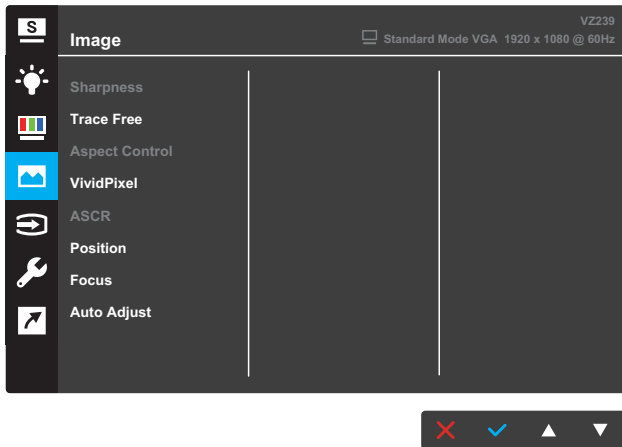 S
VZ239
Image
Standard Mode VGA 1920 x 1080 @ 60Hz
Sharpness
Trace Free
Aspect Control
VividPixel
ASCR
Position
Focus
Auto Adjust